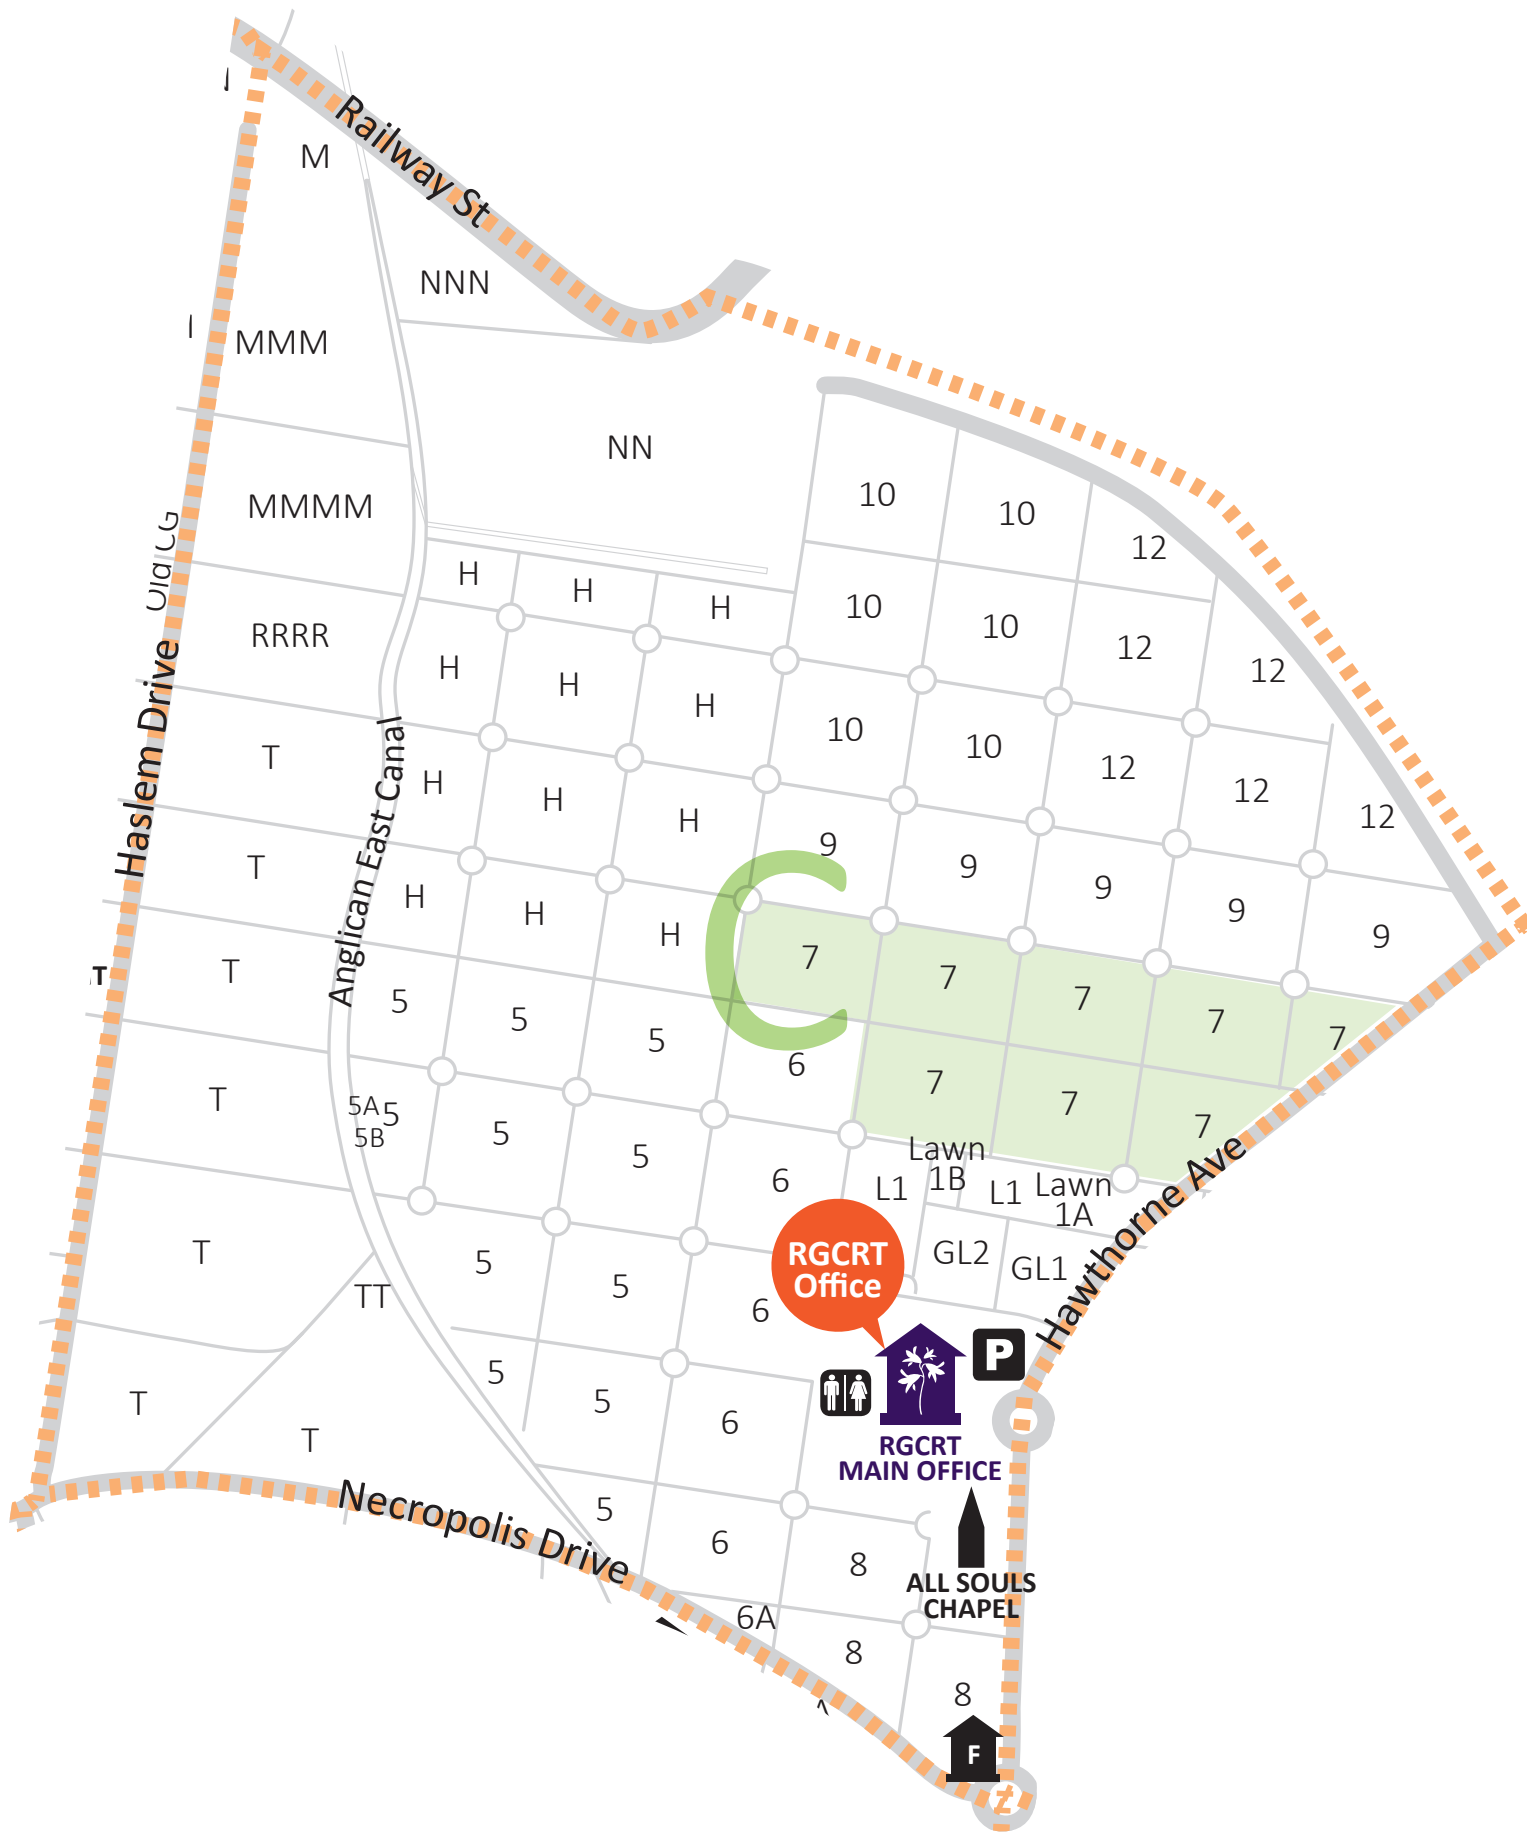 M
Railway St
NNN
MMM
NN
MMMM
10
10
12
H
H
H
10
10
12
12
RRRR
H
H
H
10
10
12
12
12
T
H
H
H
9
9
9
9
9
Haslem Drive
Anglican East Canal
T
H
H
H
C
7
7
7
7
7
T
T
5
5
5
6
7
7
7
T
5A
5
5B
5
5
6
L1
Lawn
1B
L1
Lawn
1A
Hawthorne Ave
T
TT
5
5
6
RGCRT
Office
GL2
GL1
T
T
5
5
6
P
RGCRT
MAIN OFFICE
Necropolis Drive
5
6
8
ALL SOULS
CHAPEL
6A
8
8
F